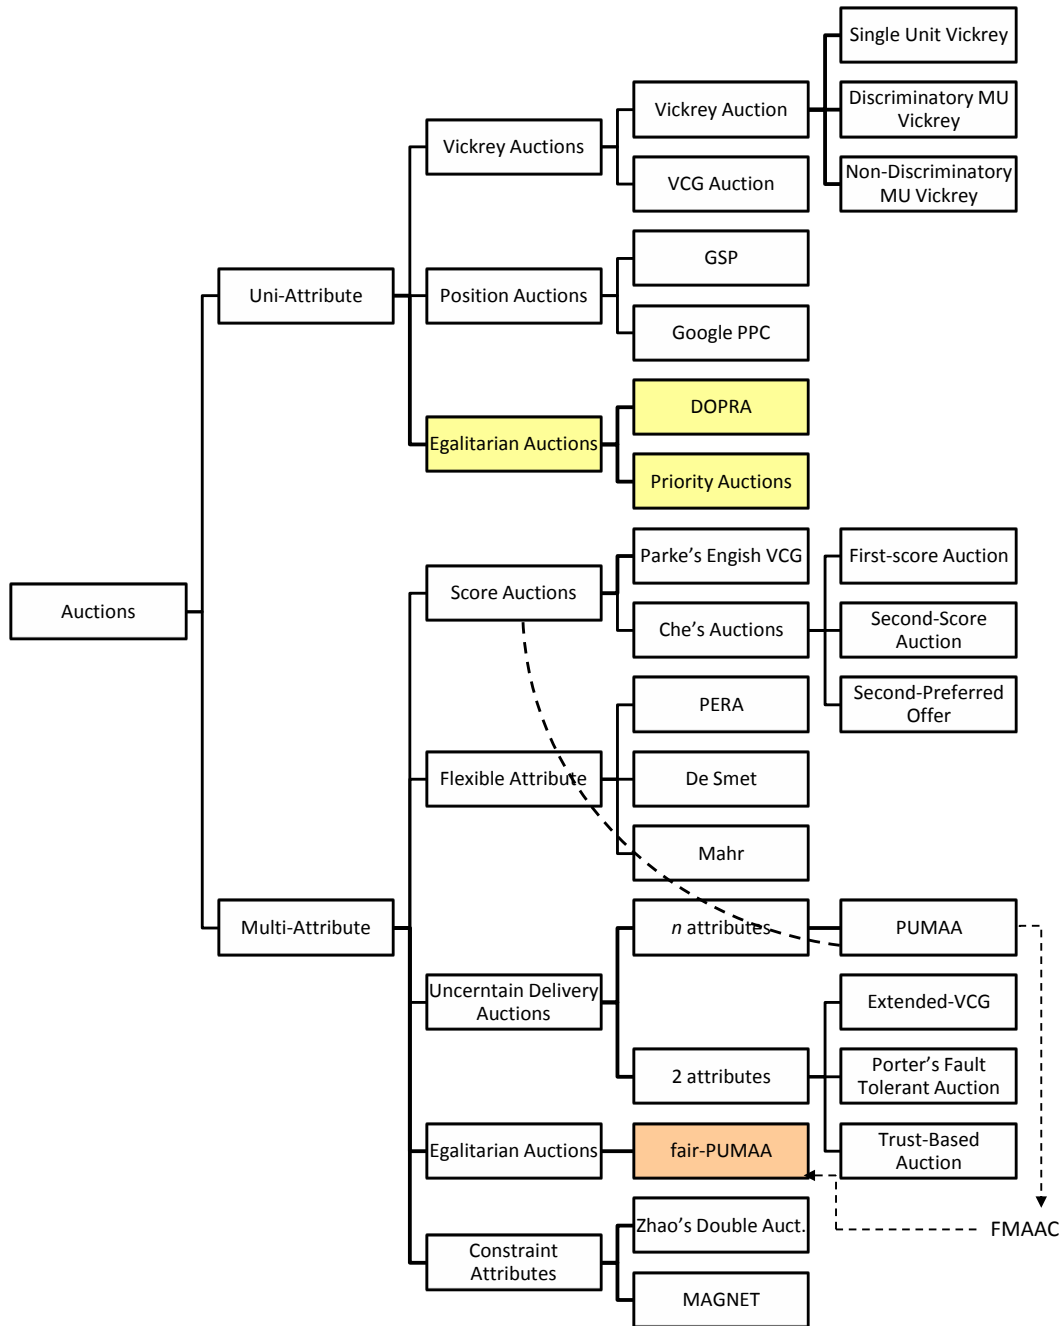 Single Unit Vickrey
Vickrey Auction
Discriminatory MU
Vickrey
Vickrey Auctions
VCG Auction
Non-Discriminatory
MU Vickrey
GSP
Uni-Attribute
Position Auctions
Google PPC
DOPRA
Egalitarian Auctions
Priority Auctions
Parke's Engish VCG
First-score Auction
Score Auctions
Auctions
Che's Auctions
Second-Score
Auction
PERA
Second-Preferred
Offer
Flexible Attribute
De Smet
Mahr
Multi-Attribute
n attributes
PUMAA
Uncerntain Delivery
Auctions
Extended-VCG
2 attributes
Porter's Fault
Tolerant Auction
Egalitarian Auctions
fair-PUMAA
Trust-Based
Auction
Zhao's Double Auct.
FMAAC
Constraint
Attributes
MAGNET